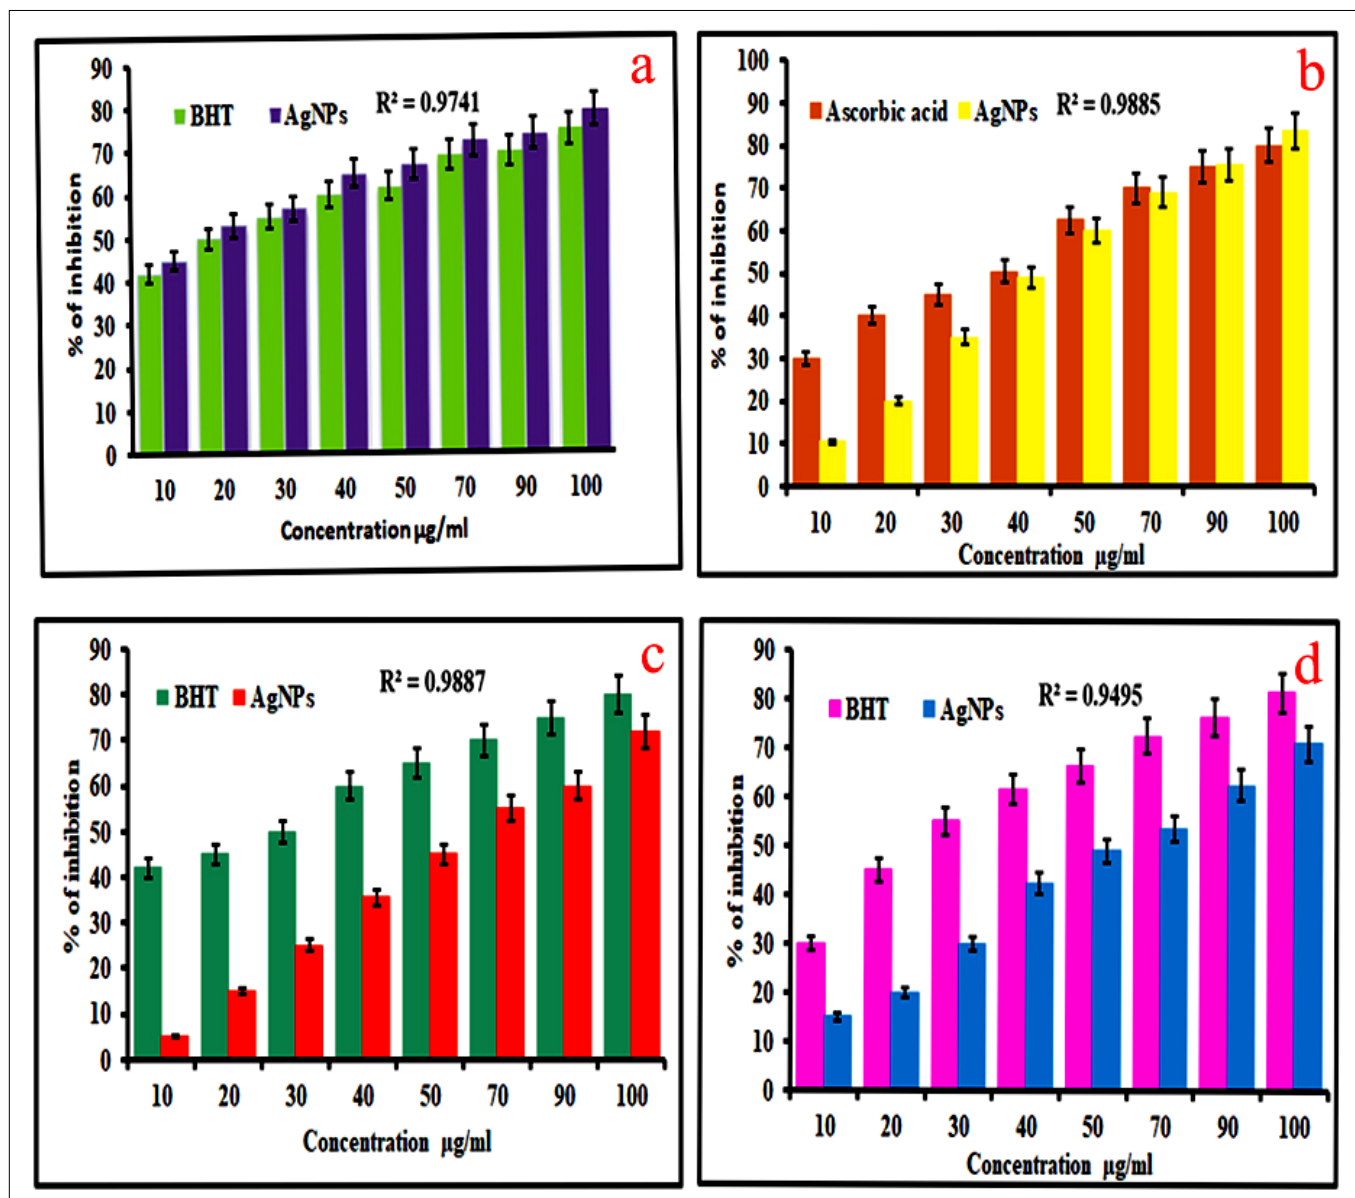 a
90
80
70
60
50
40
30
20
10
0
% of inhibition
BHT AgNPs
R² = 0.9741
10 20 30 40 50 70 90 100
Concentration µg/ml
b
100
90
80
70
60
50
40
30
20
10
0
% of inhibition
Ascorbic acid AgNPs
R² = 0.9885
10 20 30 40 50 70 90 100
Concentration µg/ml
c
90
80
70
60
50
40
30
20
10
0
% of inhibition
BHT AgNPs
R² = 0.9887
10 20 30 40 50 70 90 100
Concentration µg/ml
d
90
80
70
60
50
40
30
20
10
0
% of inhibition
BHT AgNPs
R² = 0.9495
10 20 30 40 50 70 90 100
Concentration µg/ml